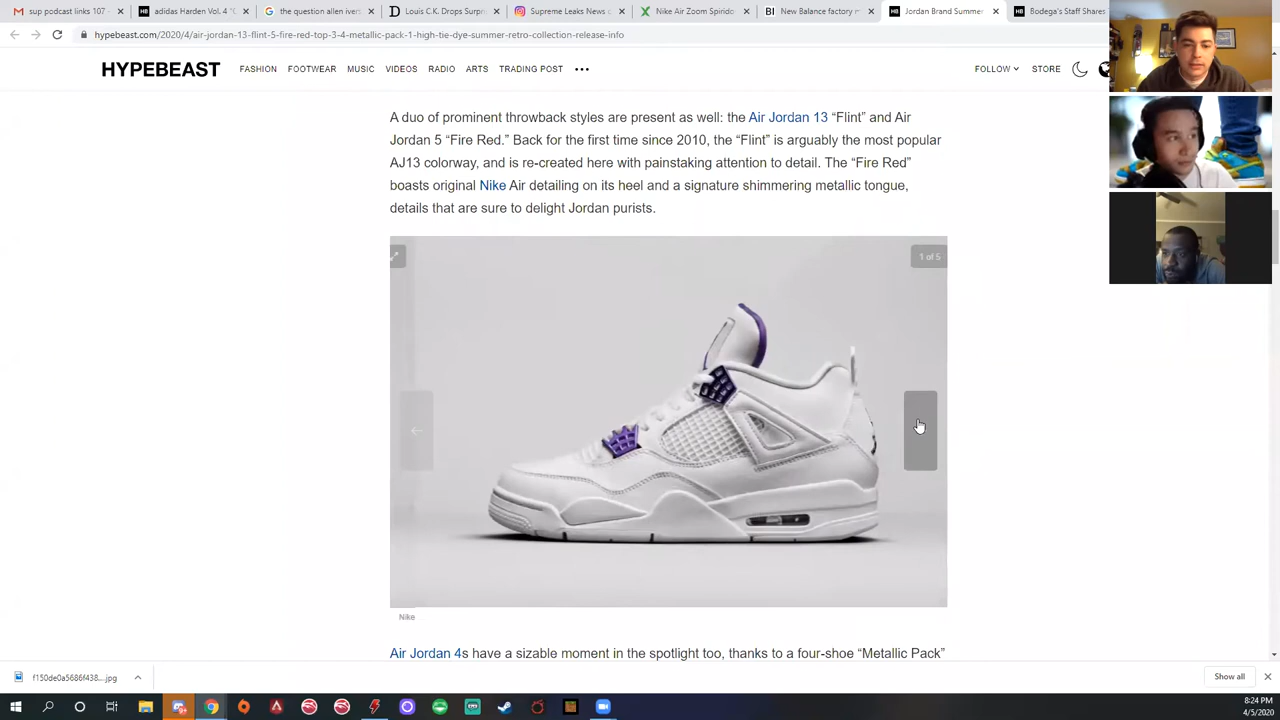 sup podcast links 107 -
adidas Harden Vol. 4 "C
the question allen ivers
Louis C.K. Drops Surpr
Supreme Leaks News
Nike Air Zoom Spirido
New Balance factory m
Jordan Brand Summer
Bodega's Staff Shares
hypebeast.com/2020/4/air-jordan-13-flint-5-fire-red-top-3-4-metallic-pack-1-high-tie-dye-summer-retro-collection-release-info
HYPEBEAST
FASHION
FOOTWEAR
MUSIC
VIDEOS
RADIO
ARTS
TRADING POST
FOLLOW
STORE
A duo of prominent throwback styles are present as well: the Air Jordan 13 “Flint” and Air
Jordan 5 “Fire Red.” Back for the first time since 2010, the “Flint” is arguably the most popular
AJ13 colorway, and is re-created here with painstaking attention to detail. The “Fire Red”
boasts original Nike Air detailing on its heel and a signature shimmering metallic tongue,
details that are sure to delight Jordan purists.
1 of 5
Nike
Air Jordan 4s have a sizable moment in the spotlight too, thanks to a four-shoe “Metallic Pack”
f150de0a5686f438....jpg
Show all
8:24 PM
4/5/2020